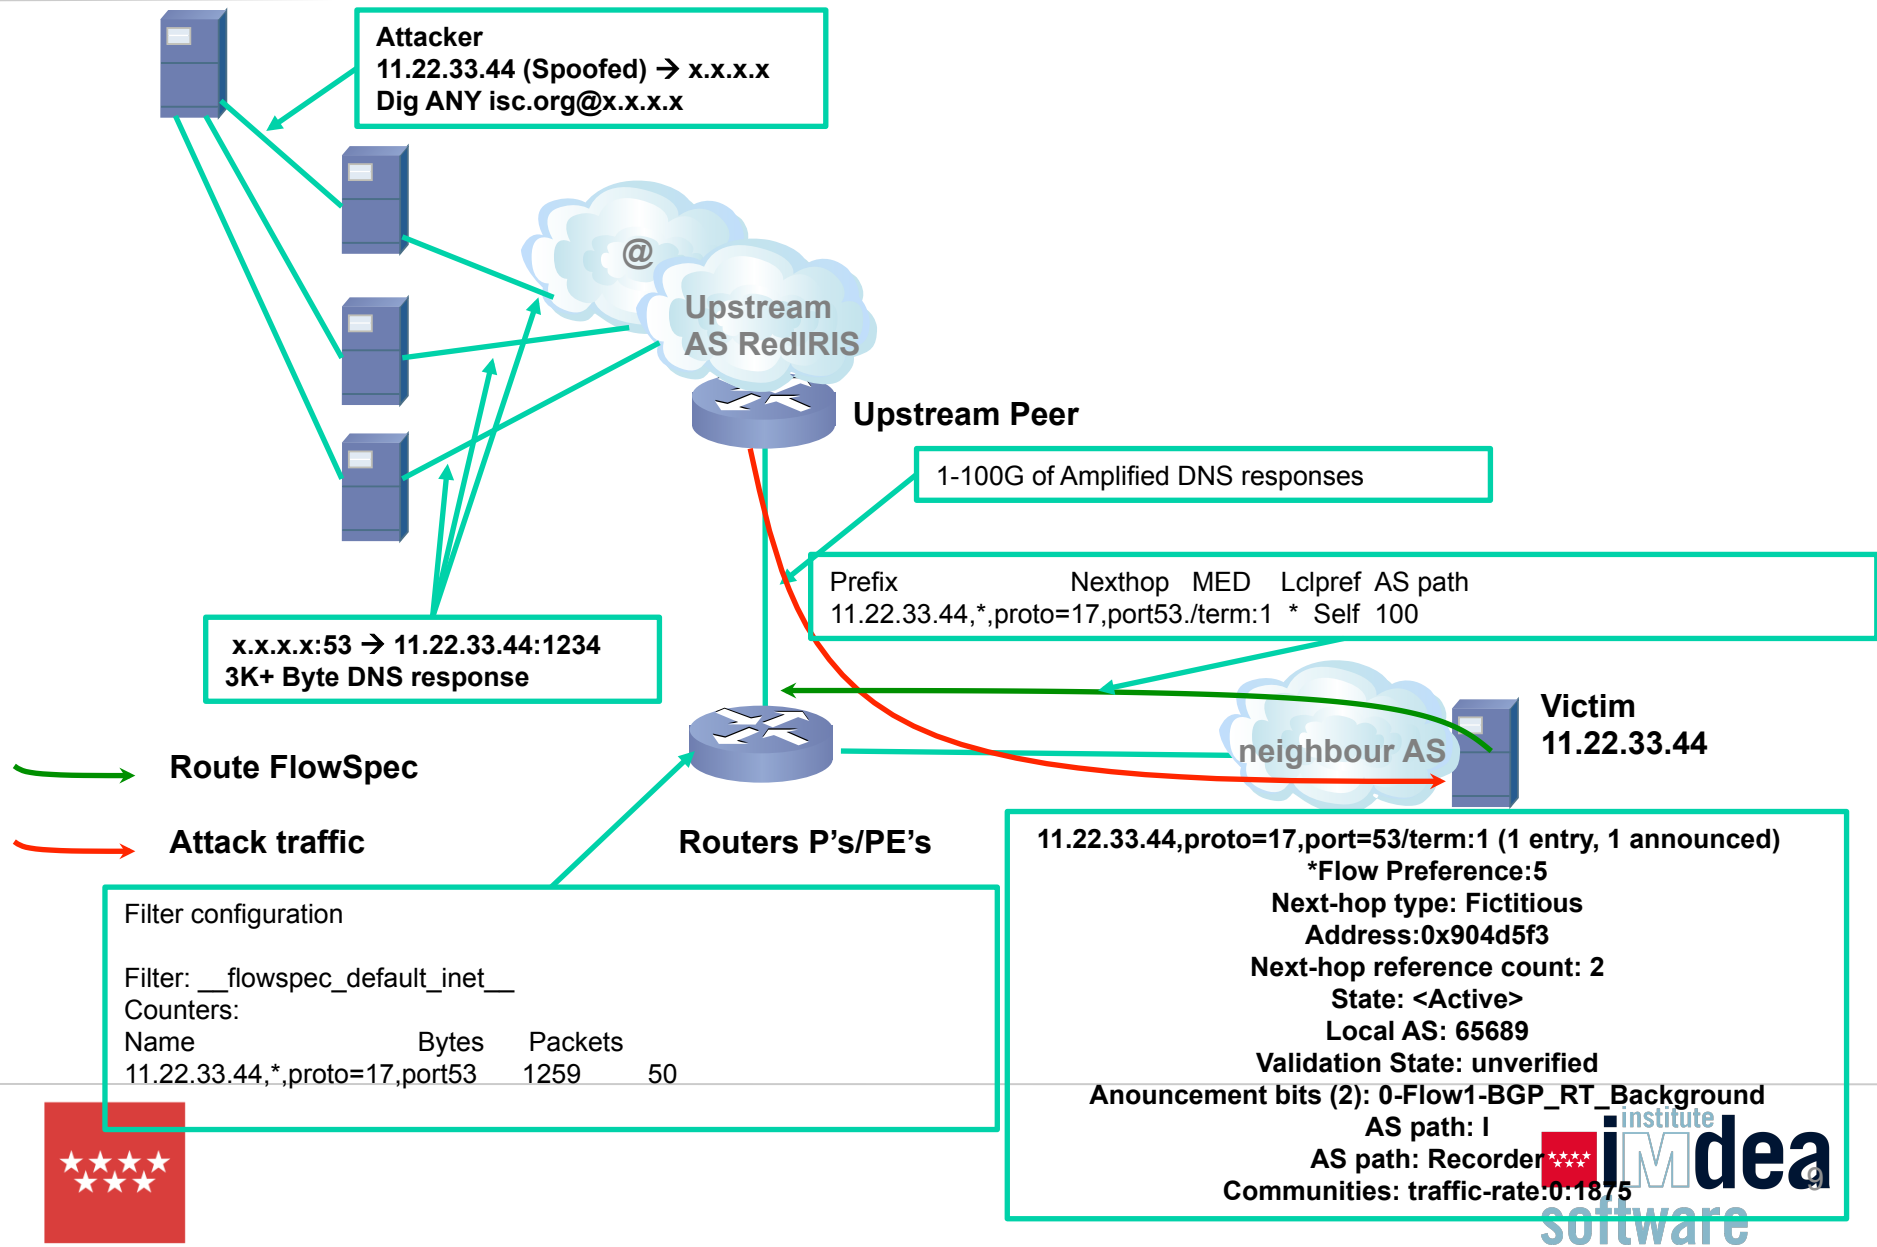 Attacker
11.22.33.44 (Spoofed) → x.x.x.x
Dig ANY isc.org@x.x.x.x
@
Upstream
AS RedIRIS
Upstream Peer
1-100G of Amplified DNS responses
Prefix Nexthop MED Lclpref AS path
11.22.33.44,*,proto=17,port53./term:1 * Self 100
x.x.x.x:53 → 11.22.33.44:1234
3K+ Byte DNS response
neighbour AS
Victim
11.22.33.44
Route FlowSpec
Attack traffic
Routers P's/PE's
Filter configuration
Filter: __flowspec_default_inet__
Counters:
Name Bytes Packets
11.22.33.44,*,proto=17,port53 1259 50
11.22.33.44,proto=17,port=53/term:1 (1 entry, 1 announced)
*Flow Preference:5
Next-hop type: Fictitious
Address:0x904d5f3
Next-hop reference count: 2
State: <Active>
Local AS: 65689
Validation State: unverified
Anouncement bits (2): 0-Flow1-BGP_RT_Background
AS path: I
AS path: Recorder
Communities: traffic-rate:0:1875
institute
iMdea
software
9